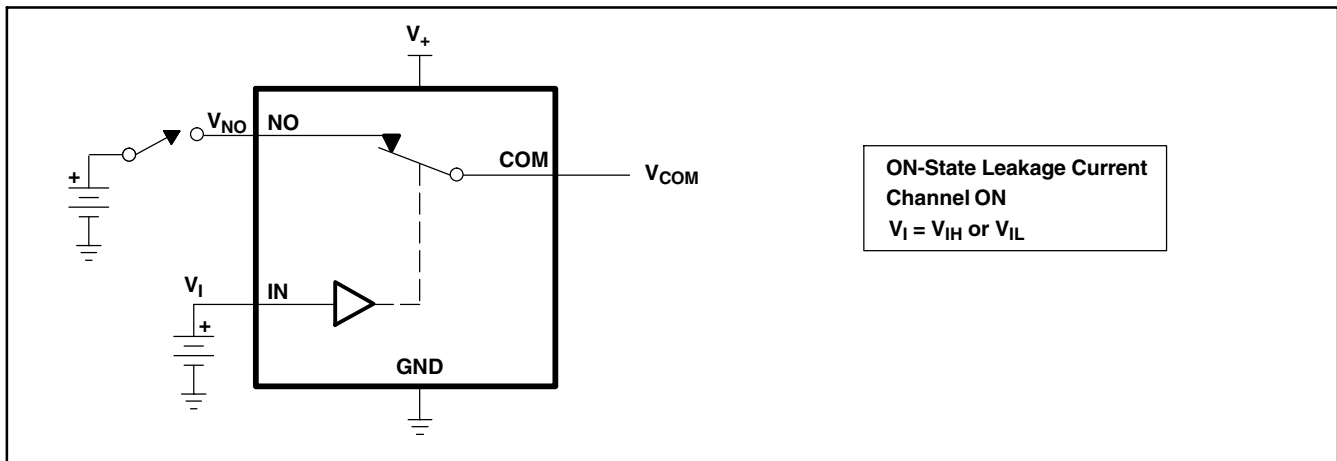 V+
VNO NO
COM
VCOM
+
VI IN
+
GND
ON-State Leakage Current
Channel ON
VI = VIH or VIL